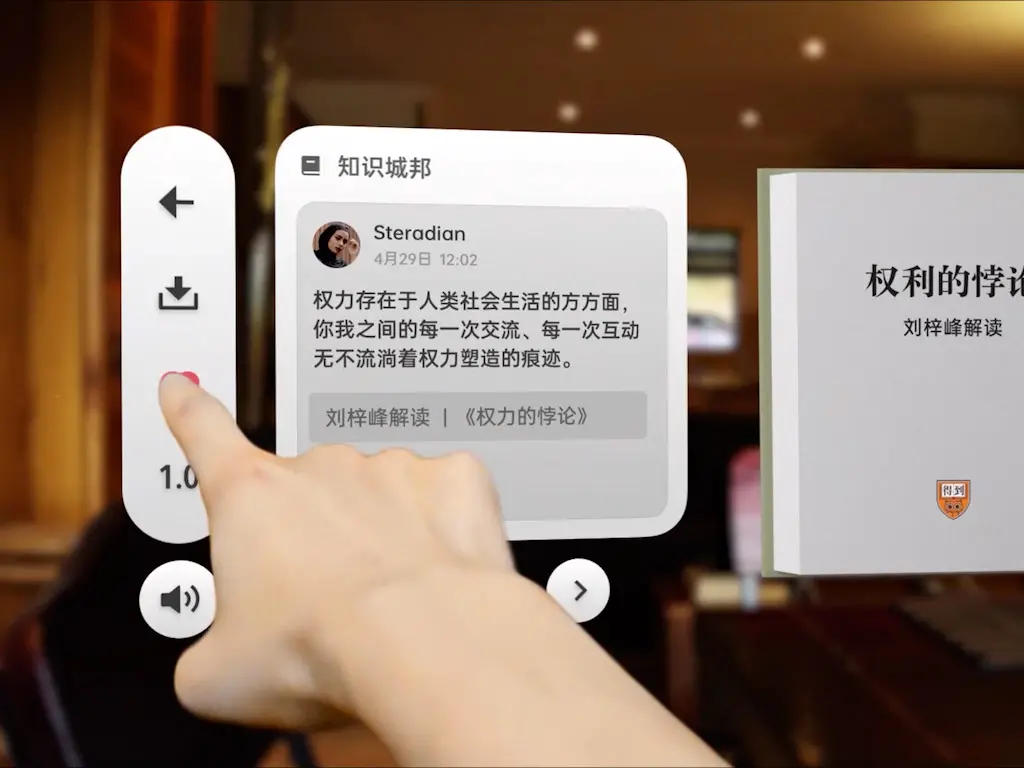 知识城邦
Steradian
4月29日 12:02
权力存在于人类社会生活的方方面，
你我之间的每一次交流、每一次互动
无不流淌着权力塑造的痕迹。
刘梓峰解读 | 《权力的悖论》
1.0
权利的悖论
刘梓峰解读
得到